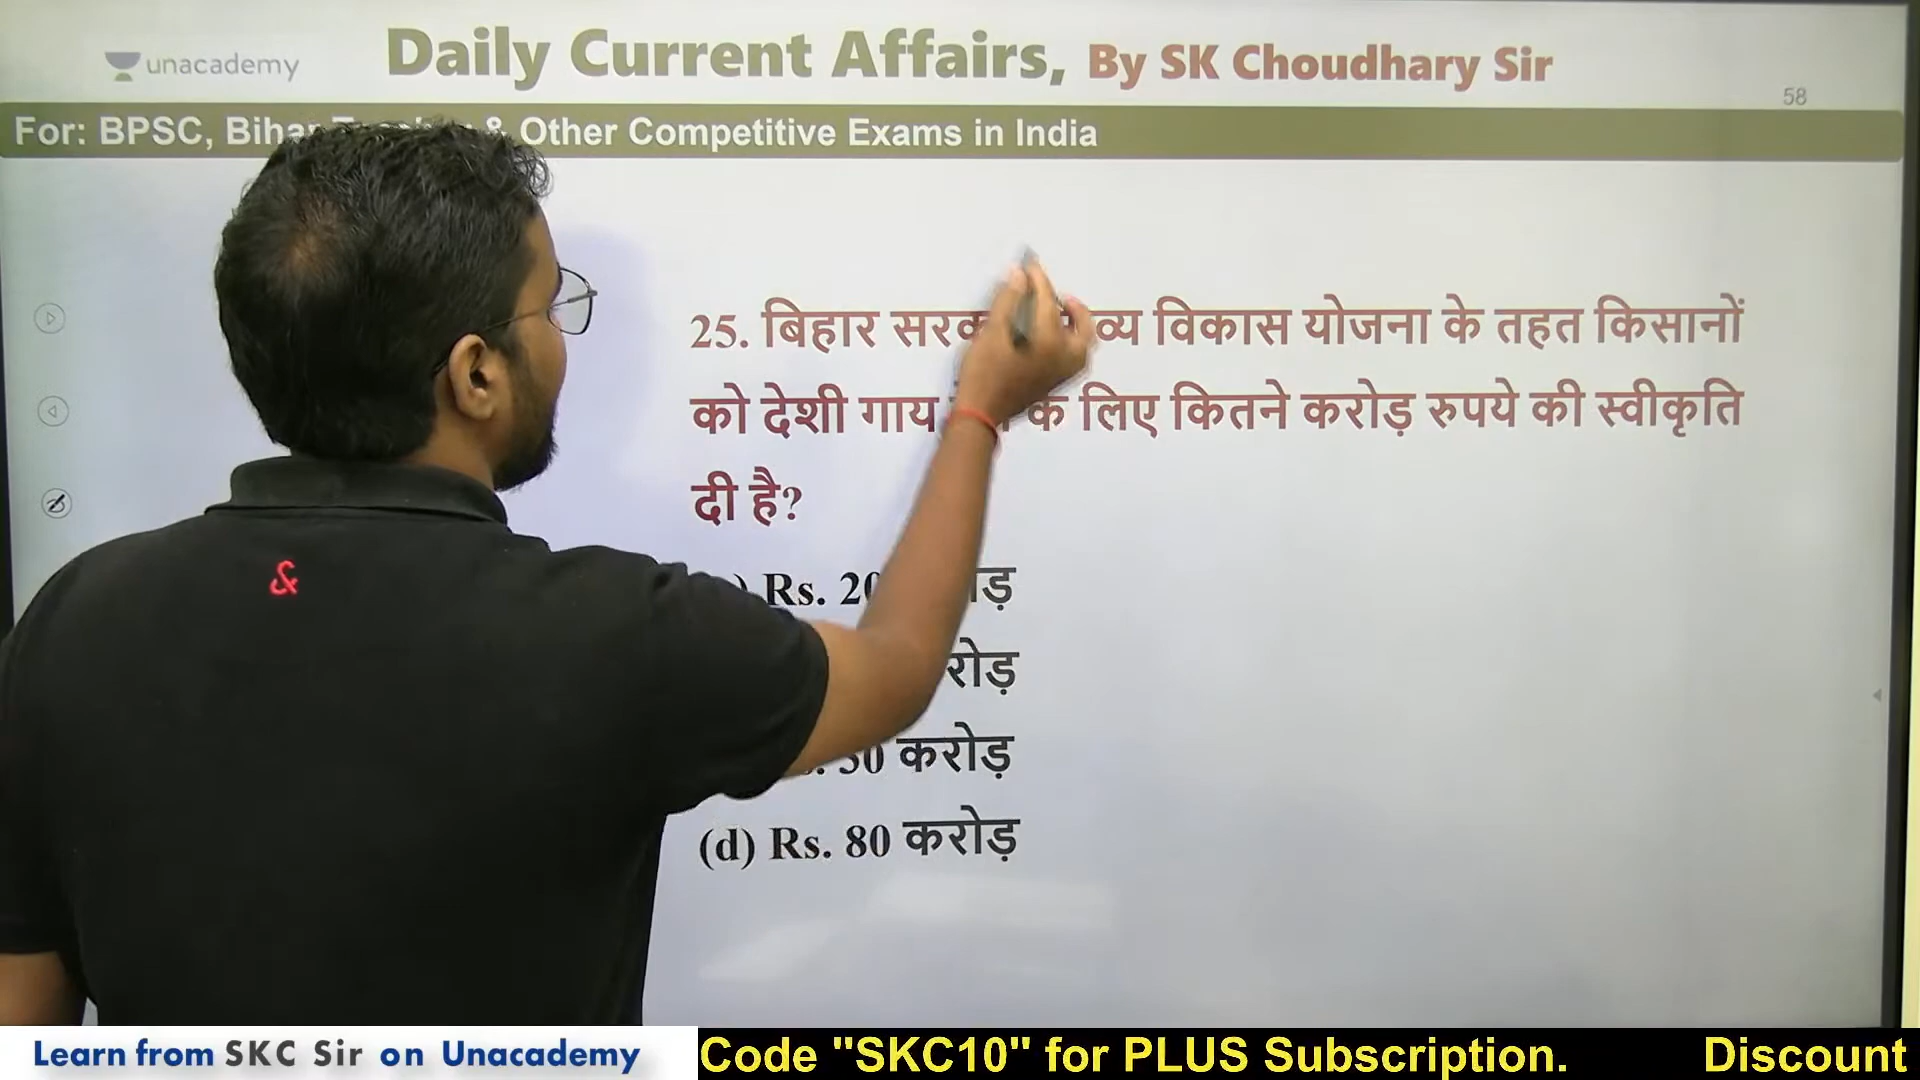 unacademy
Daily Current Affairs, By SK Choudhary Sir
58
For: BPSC, Bihar & Other Competitive Exams in India
25. बिहार विकास योजना के तहत किसानों
को देशी गाय के लिए कितने करोड़ रुपये की स्वीकृति
दी है?
Rs.
करोड़
(d) Rs. 80 करोड़
&
Learn from SKC Sir on Unacademy
Code "SKC10" for PLUS Subscription.
Discount